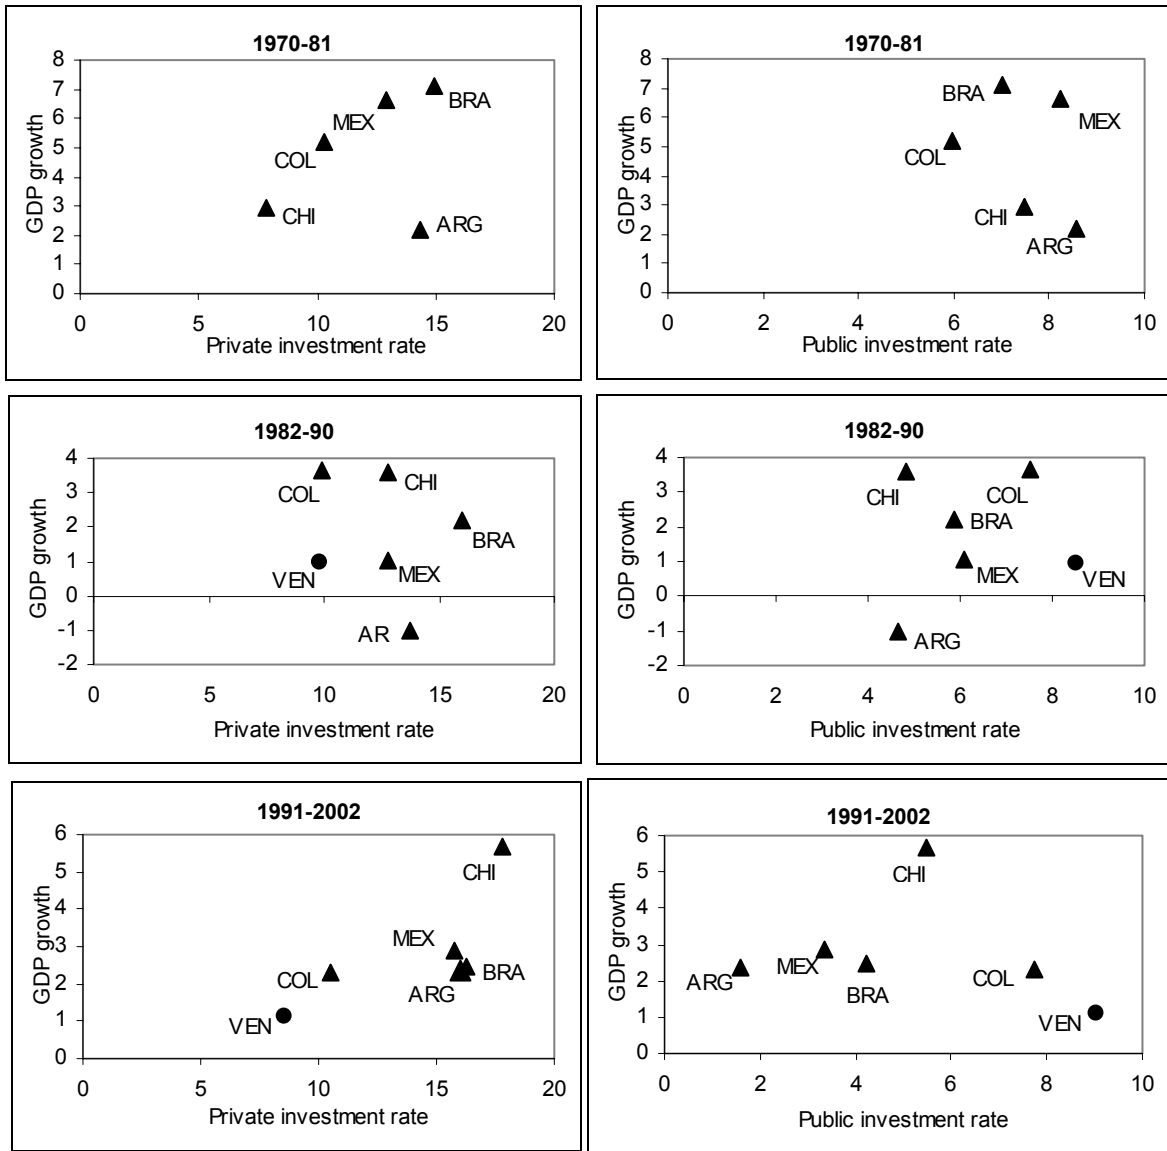 1970-81
8
7
6
5
4
3
2
1
0
GDP growth
BRA
MEX
COL
CHI
ARG
0 5 10 15 20
Private investment rate
1970-81
8
7
6
5
4
3
2
1
0
GDP growth
BRA
MEX
COL
CHI
ARG
0 2 4 6 8 10
Public investment rate
1982-90
4
3
2
1
0
-1
-2
GDP growth
COL
CHI
BRA
VEN
MEX
AR
0 5 10 15 20
Private investment rate
1982-90
4
3
2
1
0
-1
-2
GDP growth
CHI
COL
BRA
MEX
VEN
ARG
0 2 4 6 8 10
Public investment rate
1991-2002
6
5
4
3
2
1
0
GDP growth
CHI
MEX
COL
ARG
BRA
VEN
0 5 10 15 20
Private investment rate
1991-2002
6
5
4
3
2
1
0
GDP growth
CHI
ARG
MEX
BRA
COL
VEN
0 2 4 6 8 10
Public investment rate